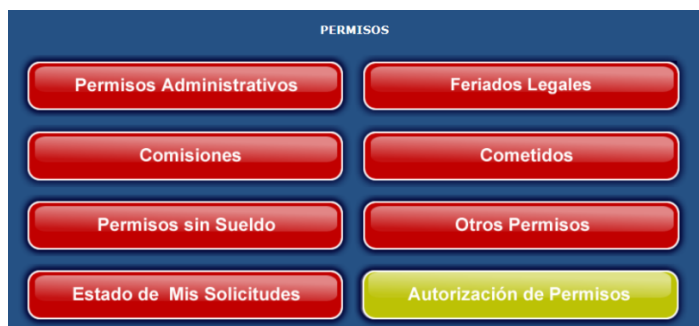 PERMISOS
Permisos Administrativos
Feriados Legales
Comisiones
Cometidos
Permisos sin Sueldo
Otros Permisos
Estado de Mis Solicitudes
Autorización de Permisos